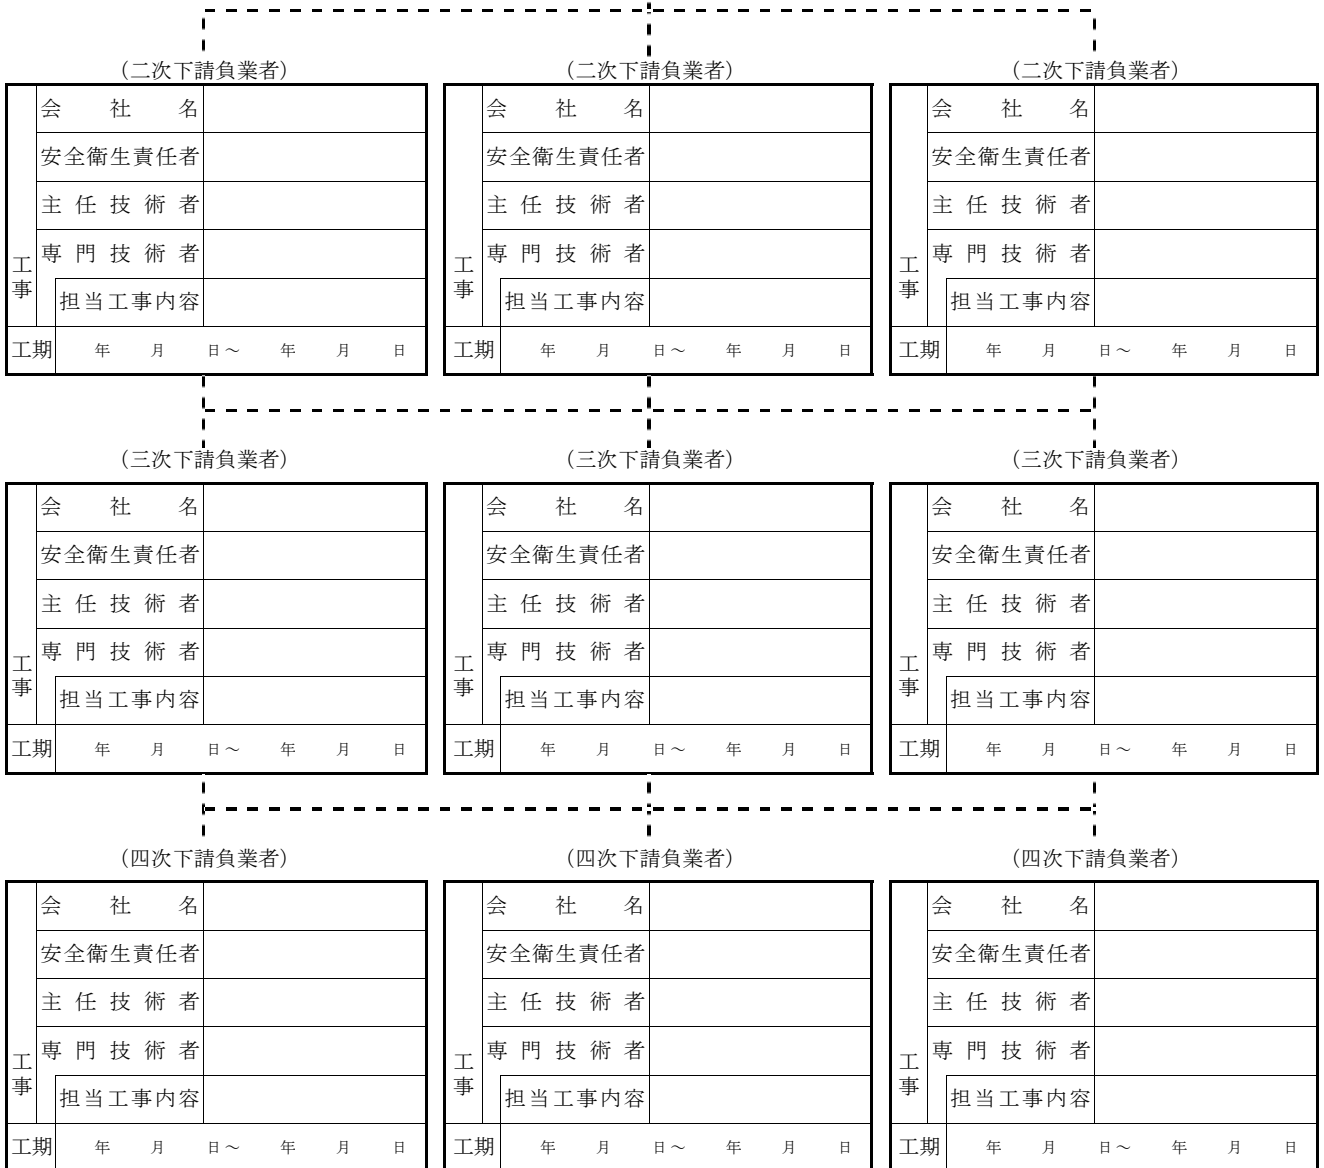 （二次下請負業者） （二次下請負業者） （二次下請負業者）
会社名 会社名 会社名
安全衛生責任者 安全衛生責任者 安全衛生責任者
主任技術者 主任技術者 主任技術者
専門技術者 専門技術者 専門技術者
工事 担当工事内容 工事 担当工事内容 工事 担当工事内容
工期 年 月 日～ 年 月 日 工期 年 月 日～ 年 月 日 工期 年 月 日～ 年 月 日
（三次下請負業者） （三次下請負業者） （三次下請負業者）
会社名 会社名 会社名
安全衛生責任者 安全衛生責任者 安全衛生責任者
主任技術者 主任技術者 主任技術者
専門技術者 専門技術者 専門技術者
工事 担当工事内容 工事 担当工事内容 工事 担当工事内容
工期 年 月 日～ 年 月 日 工期 年 月 日～ 年 月 日 工期 年 月 日～ 年 月 日
（四次下請負業者） （四次下請負業者） （四次下請負業者）
会社名 会社名 会社名
安全衛生責任者 安全衛生責任者 安全衛生責任者
主任技術者 主任技術者 主任技術者
専門技術者 専門技術者 専門技術者
工事 担当工事内容 工事 担当工事内容 工事 担当工事内容
工期 年 月 日～ 年 月 日 工期 年 月 日～ 年 月 日 工期 年 月 日～ 年 月 日